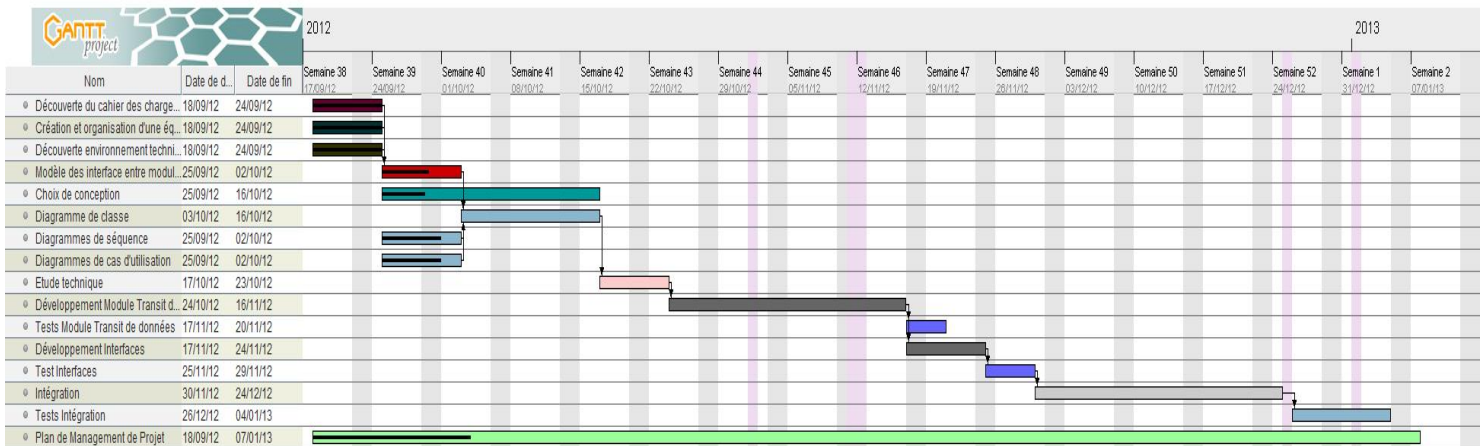 GANTT
project
2012 2013
Nom Date de d... Date de fin
Semaine 38 Semaine 39 Semaine 40 Semaine 41 Semaine 42 Semaine 43 Semaine 44 Semaine 45 Semaine 46 Semaine 47 Semaine 48 Semaine 49 Semaine 50 Semaine 51 Semaine 52 Semaine 1 Semaine 2
17/09/12 24/09/12 01/10/12 08/10/12 15/10/12 22/10/12 29/10/12 05/11/12 12/11/12 19/11/12 26/11/12 03/12/12 10/12/12 17/12/12 24/12/12 31/12/12 07/01/13
Découverte du cahier des charge... 18/09/12 24/09/12
Création et organisation d'une éq... 18/09/12 24/09/12
Découverte environnement techni... 18/09/12 24/09/12
Modèle des interface entre modul... 25/09/12 02/10/12
Choix de conception 25/09/12 16/10/12
Diagramme de classe 03/10/12 16/10/12
Diagrammes de séquence 25/09/12 02/10/12
Diagrammes de cas d'utilisation 25/09/12 02/10/12
Etude technique 17/10/12 23/10/12
Développement Module Transit d... 24/10/12 16/11/12
Tests Module Transit de données 17/11/12 20/11/12
Développement Interfaces 17/11/12 24/11/12
Test Interfaces 25/11/12 29/11/12
Intégration 30/11/12 24/12/12
Tests Intégration 26/12/12 04/01/13
Plan de Management de Projet 18/09/12 07/01/13